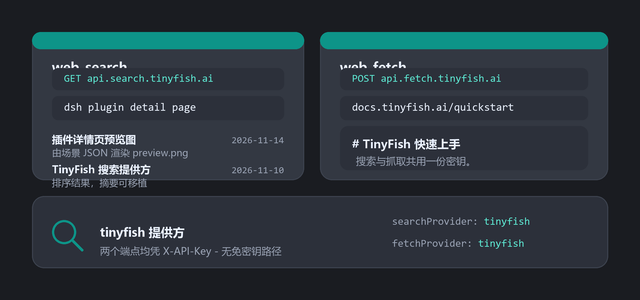 web-search
GET api.search.tinyfish.ai
dsh plugin detail page
插件详情页预览图 2026-11-14
由场景 JSON 渲染 preview.png
TinyFish 搜索提供方 2026-11-10
排序结果，摘要可移植
web-fetch
POST api.fetch.tinyfish.ai
docs.tinyfish.ai/quickstart
# TinyFish 快速上手
搜索与抓取共用一份密钥。
tinyfish 提供方
两个端点均凭 X-API-Key - 无免密钥路径
searchProvider: tinyfish
fetchProvider: tinyfish